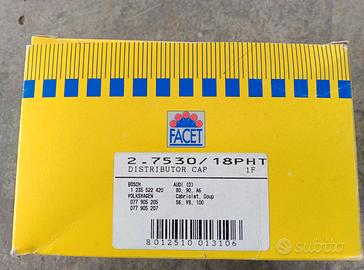 FACET
2.7530/18PHT
DISTRIBUTOR CAP 1F
BOSCH AUDI (D)
1 235 522 420 80, 90, A6
VOLKSWAGEN Cabriolet, Coup
077 905 205 S6, V8, 100
077 905 207
8012510 013106
subito